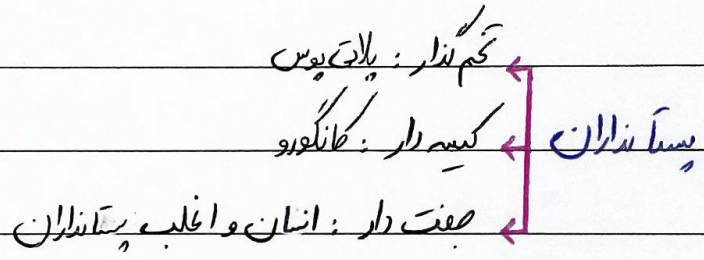 پستانداران
تخم گذار : پلاتی پوس
کیسه دار : کانگورو
جفت دار : انسان و اغلب پستانداران